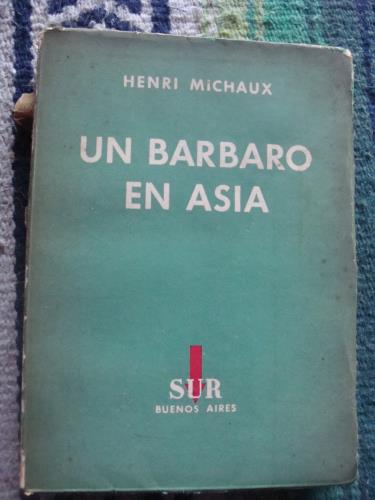 HENRI MiCHAUX
UN BARBARO
EN ASIA
SUR
BUENOS AIRES